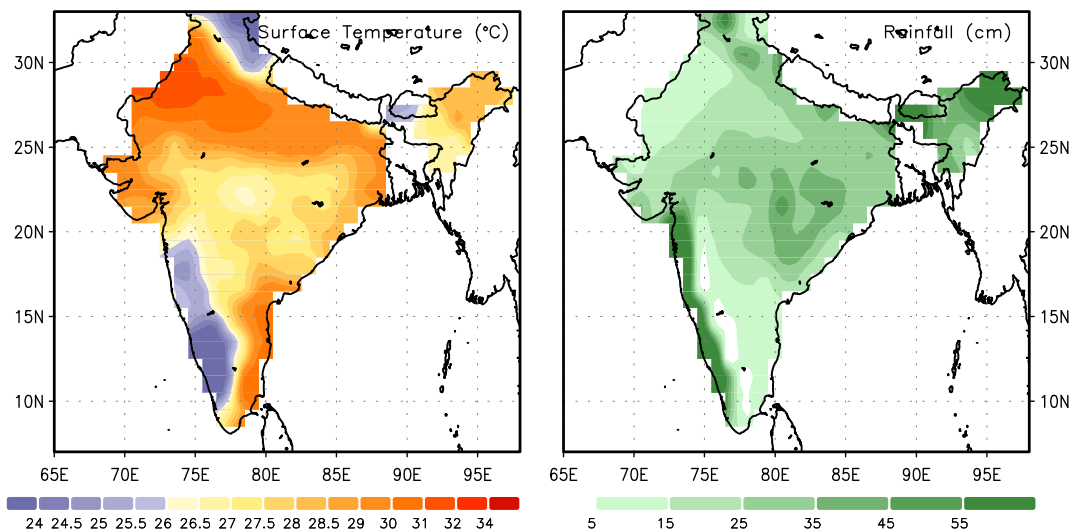 Surface Temperature (°C)
Rainfall (cm)
30N
25N
20N
15N
10N
30N
25N
20N
15N
10N
65E 70E 75E 80E 85E 90E 95E
65E 70E 75E 80E 85E 90E 95E
24 24.5 25 25.5 26 26.5 27 27.5 28 28.5 29 30 31 32 34
5 15 25 35 45 55